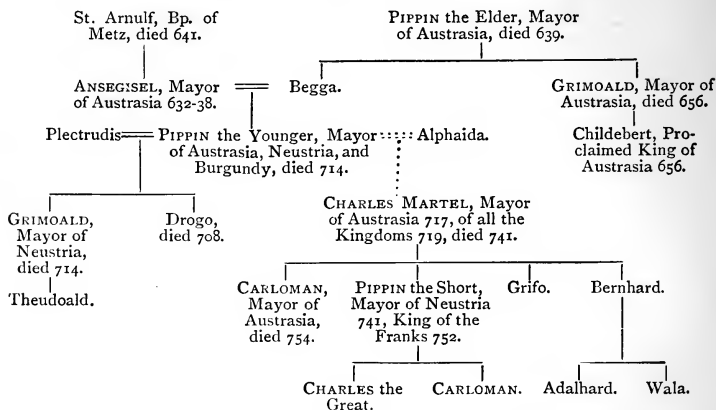 St. Arnulf, Bp. of
Metz, died 641.
PIPPIN the Elder, Mayor
of Austrasia, died 639.
ANSEGISEL, Mayor
of Austrasia 632-38.
Begga.
GRIMOALD, Mayor of
Austrasia, died 656.
Childebert, Pro-
claimed King of
Austrasia 656.
Plectrudis
PIPPIN the Younger, Mayor
of Austrasia, Neustria, and
Burgundy, died 714.
Alphaida.
GRIMOALD,
Mayor of
Neustria,
died 714.
Theudoald.
Drogo,
died 708.
CHARLES MARTEL, Mayor
of Austrasia 717, of all the
Kingdoms 719, died 741.
CARLOMAN,
Mayor of
Austrasia,
died 754.
PIPPIN the Short,
Mayor of Neustria
741, King of the
Franks 752.
Grifo.
Bernhard.
CHARLES the
Great.
CARLOMAN.
Adalhard.
Wala.